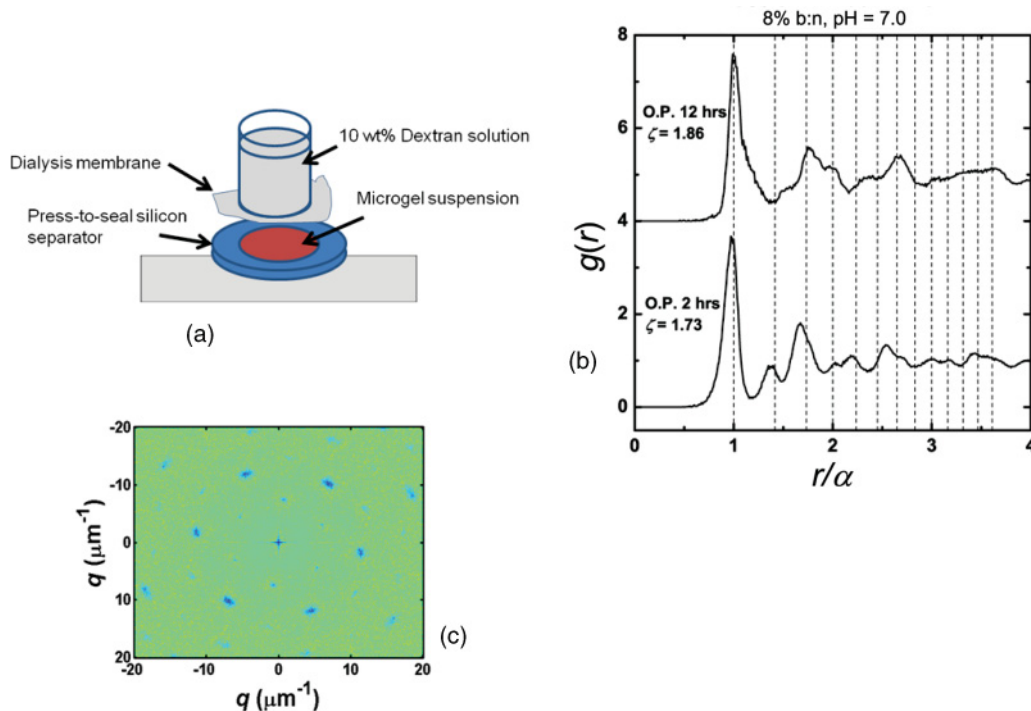 10 wt% Dextran solution
Dialysis membrane
Microgel suspension
Press-to-seal silicon
separator
(a)
8% b:n, pH = 7.0
8
6
4
2
0
g(r)
O.P. 12 hrs
ζ = 1.86
O.P. 2 hrs
ζ = 1.73
0 1 2 3 4
r/α
(b)
-20
-10
0
10
20
q (μm⁻¹)
-20 -10 0 10 20
q (μm⁻¹)
(c)